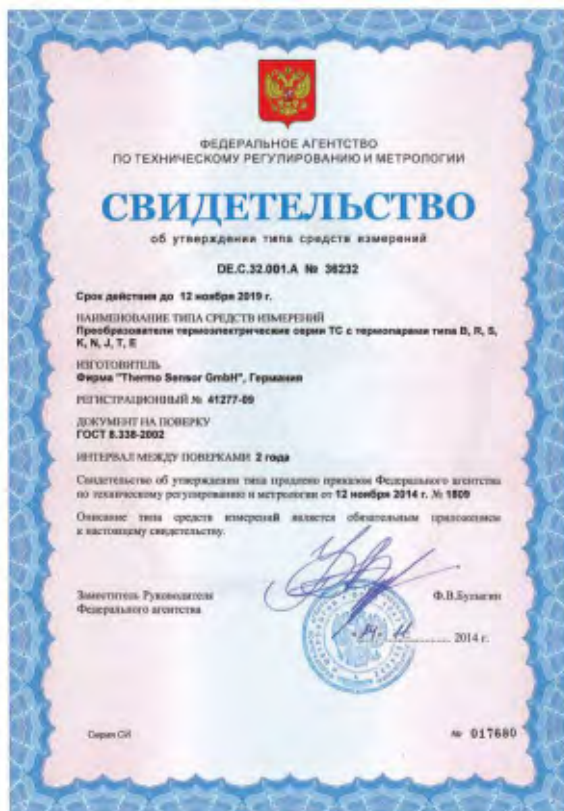 ФЕДЕРАЛЬНОЕ АГЕНТСТВО
ПО ТЕХНИЧЕСКОМУ РЕГУЛИРОВАНИЮ И МЕТРОЛОГИИ
СВИДЕТЕЛЬСТВО
об утверждении типа средств измерений
DE.C.32.001.A № 36232
Срок действия до 12 ноября 2019 г.
НАИМЕНОВАНИЕ ТИПА СРЕДСТВ ИЗМЕРЕНИЙ
Преобразователи термоэлектрические серии ТС с термопарами типа B, R, S,
K, N, J, T, E
ИЗГОТОВИТЕЛЬ
Фирма "Thermo Sensor GmbH", Германия
РЕГИСТРАЦИОННЫЙ № 41277-09
ДОКУМЕНТ НА ПОВЕРКУ
ГОСТ 8.338-2002
ИНТЕРВАЛ МЕЖДУ ПОВЕРКАМИ 2 года
Свидетельство об утверждении типа продлено приказом Федерального агентства
по техническому регулированию и метрологии от 12 ноября 2014 г. № 1809
Описание типа средств измерений является обязательным приложением
к настоящему свидетельству.
Заместитель Руководителя
Федерального агентства
Ф.В.Булыгин
2014 г.
Серия СИ
№ 017680